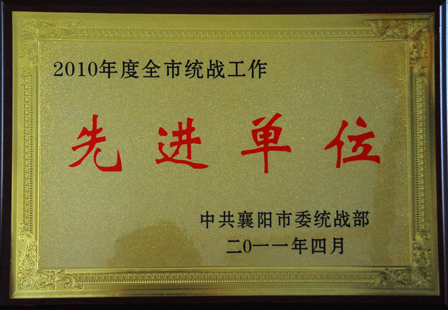 2010年度全市统战工作
先进单位
中共襄阳市委统战部
二0一一年四月